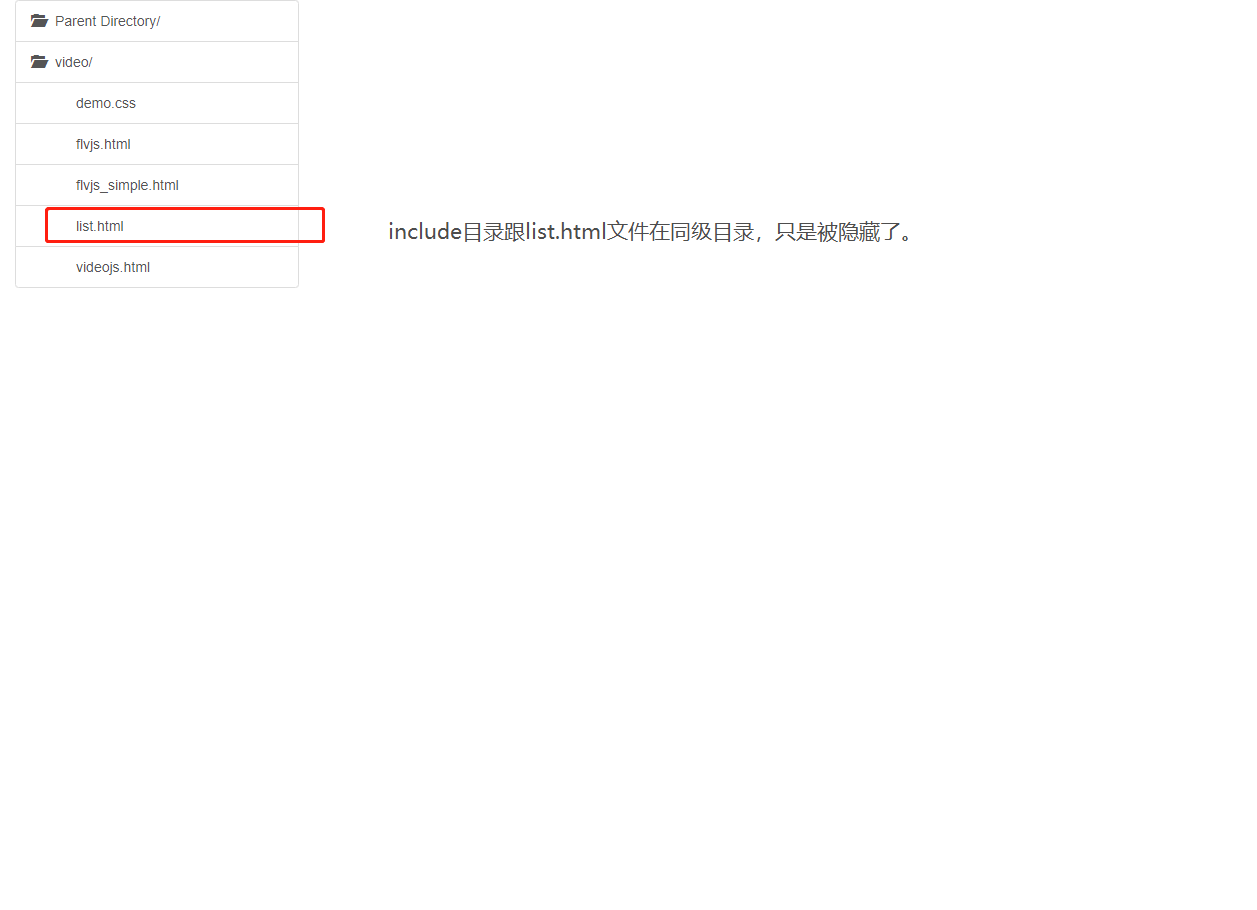 Parent Directory/
video/
demo.css
flvjs.html
flvjs_simple.html
list.html
include目录跟list.html文件在同级目录，只是被隐藏了。
videojs.html